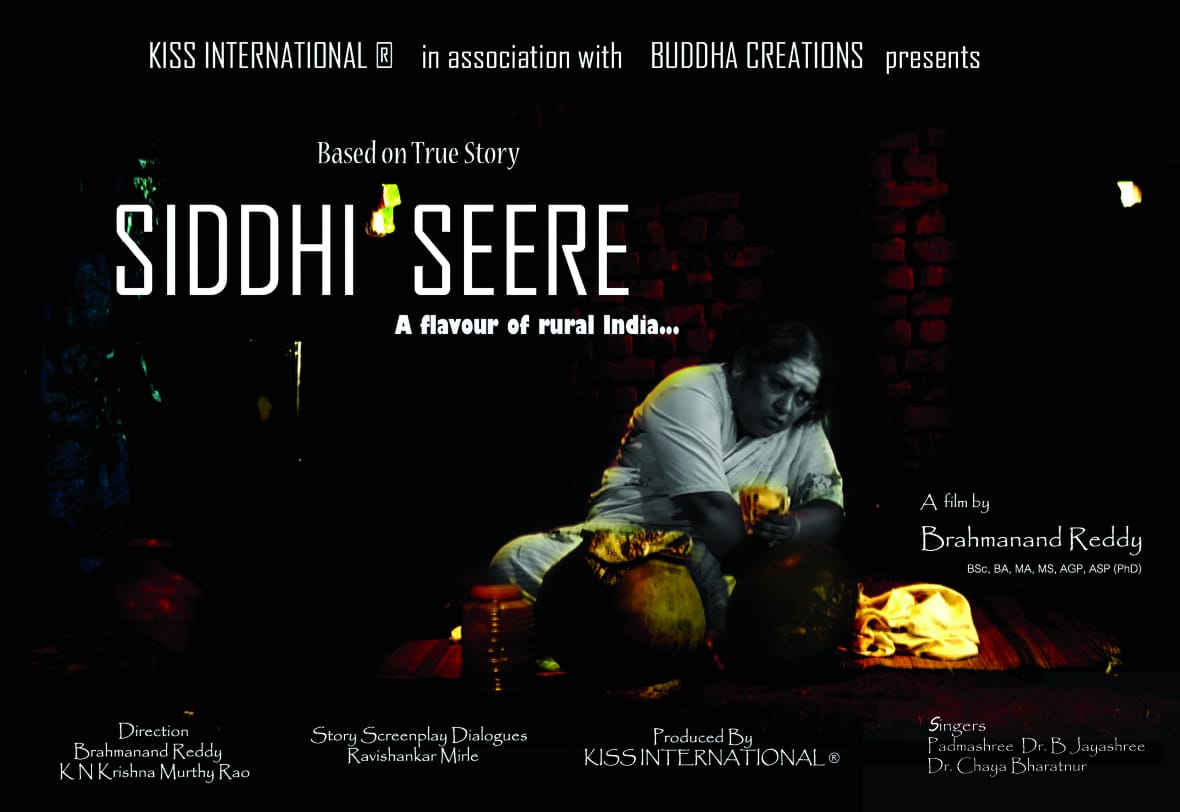 KISS INTERNATIONAL ® in association with BUDDHA CREATIONS presents
Based on True Story
SIDDHI SEERE
A flavour of rural India...
A film by
Brahmanand Reddy
BSc, BA, MA, MS, AGP, ASP (PhD)
Direction
Brahmanand Reddy
K N Krishna Murthy Rao
Story Screenplay Dialogues
Ravishankar Mirle
Produced By
KISS INTERNATIONAL ®
Singers
Padmashree Dr. B Jayashree
Dr. Chaya Bharatnur